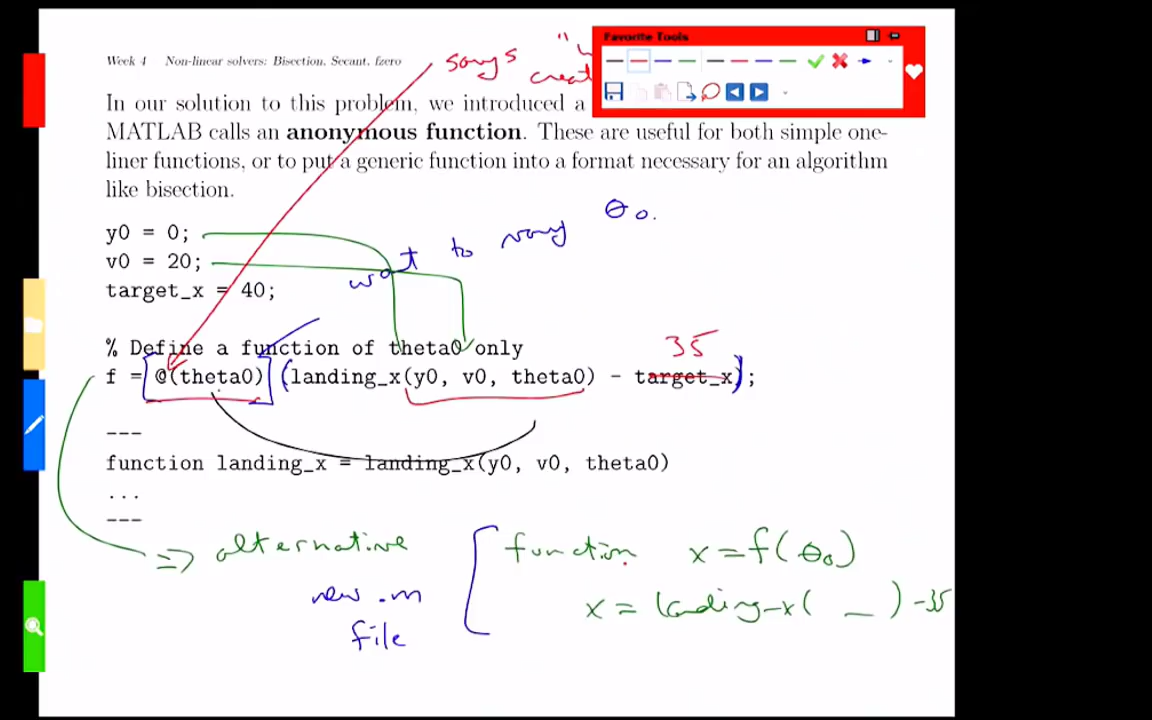 Week 4 Non-linear solvers: Bisection, Secant, fzero
says "
creat
Favorite Tools
In our solution to this problem, we introduced a
MATLAB calls an anonymous function. These are useful for both simple one-
liner functions, or to put a generic function into a format necessary for an algorithm
like bisection.
want to vary θ0.
y0 = 0;
v0 = 20;
target_x = 40;
% Define a function of theta0 only
35
f = @(theta0) (landing_x(y0, v0, theta0) - target_x);
---
function landing_x = landing_x(y0, v0, theta0)
...
---
=> alternative
new .m
file
function x = f(θ0)
x = landing_x( _ ) -35